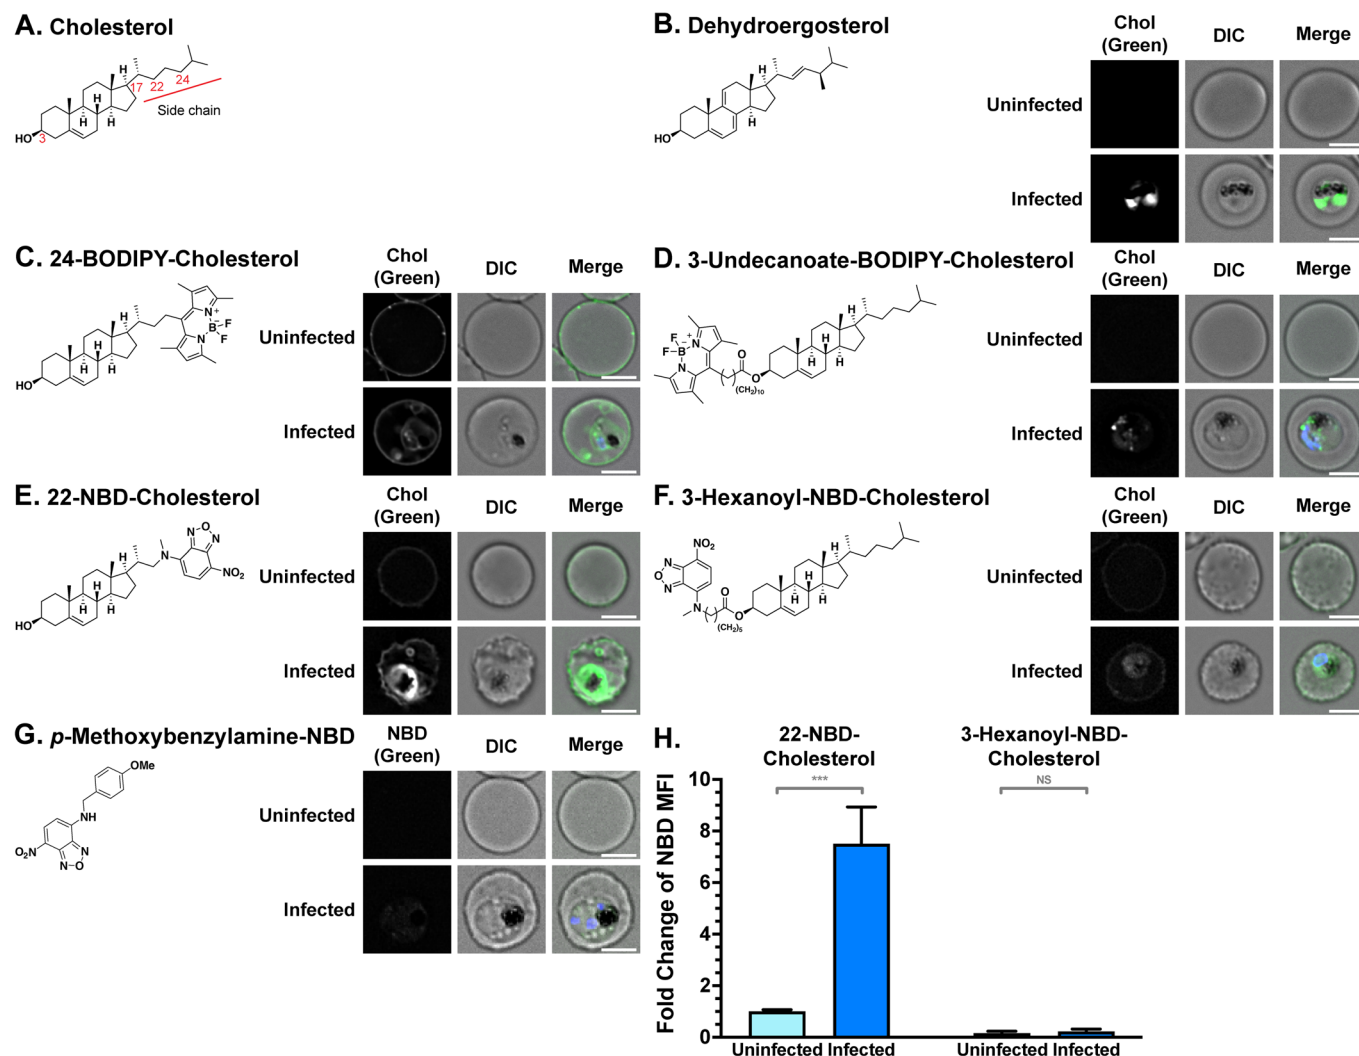 A. Cholesterol
H
17
22
24
Side chain
H
H
H
HO
3
B. Dehydroergosterol
H
H
HO
Chol
(Green)
DIC
Merge
Uninfected
Infected
C. 24-BODIPY-Cholesterol
H
N
+
B
-
F
F
N
H
H
H
HO
Chol
(Green)
DIC
Merge
Uninfected
Infected
D. 3-Undecanoate-BODIPY-Cholesterol
F
F
B
-
N
+
N
O
O
(CH₂)₁₀
H
H
H
H
Chol
(Green)
DIC
Merge
Uninfected
Infected
E. 22-NBD-Cholesterol
H
N
N
O
N
NO₂
H
H
H
HO
Chol
(Green)
DIC
Merge
Uninfected
Infected
F. 3-Hexanoyl-NBD-Cholesterol
NO₂
N
O
N
N
O
O
(CH₂)₅
H
H
H
H
Chol
(Green)
DIC
Merge
Uninfected
Infected
G. p-Methoxybenzylamine-NBD
OMe
NH
O₂N
N
N
O
NBD
(Green)
DIC
Merge
Uninfected
Infected
H.
22-NBD-
Cholesterol
3-Hexanoyl-NBD-
Cholesterol
***
NS
Fold Change of NBD MFI
10
8
6
4
2
0
Uninfected Infected
Uninfected Infected